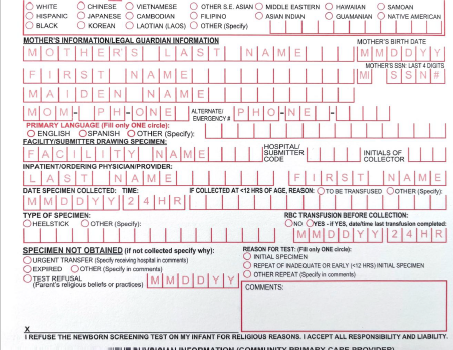 WHITE CHINESE VIETNAMESE OTHER S.E. ASIAN MIDDLE EASTERN HAWAIIAN SAMOAN
HISPANIC JAPANESE CAMBODIAN FILIPINO ASIAN INDIAN GUAMANIAN NATIVE AMERICAN
BLACK KOREAN LAOTIAN (LAOS) OTHER (Specify)
MOTHER'S INFORMATION/LEGAL GUARDIAN INFORMATION MOTHER'S BIRTH DATE
MOTHER'S LAST NAME MMDDYY
MOTHER'S SSN: LAST 4 DIGITS
FIRST NAME MI SSN#
MAIDEN NAME
MOM-PHONE ALTERNATE/ EMERGENCY # PHONE-
PRIMARY LANGUAGE (Fill only ONE circle):
ENGLISH SPANISH OTHER (Specify):
FACILITY/SUBMITTER DRAWING SPECIMEN:
FACILITY NAME HOSPITAL/ SUBMITTER CODE INITIALS OF COLLECTOR
INPATIENT/ORDERING PHYSICIAN/PROVIDER:
LAST NAME FIRST NAME
DATE SPECIMEN COLLECTED: TIME: IF COLLECTED AT <12 HRS OF AGE, REASON: TO BE TRANSFUSED OTHER (Specify):
MMDDYY 24HR
TYPE OF SPECIMEN: RBC TRANSFUSION BEFORE COLLECTION:
HEELSTICK OTHER (Specify): NO YES - if YES, date/time last transfusion completed:
MMDDYY 24HR
SPECIMEN NOT OBTAINED (If not collected specify why): REASON FOR TEST: (Fill only ONE circle):
URGENT TRANSFER (Specify receiving hospital in comments) INITIAL SPECIMEN
EXPIRED OTHER (Specify in comments) REPEAT OF INADEQUATE OR EARLY (<12 HRS) INITIAL SPECIMEN
TEST REFUSAL MMDDYY OTHER REPEAT (Specify in comments)
(Parent's religious beliefs or practices)
COMMENTS:
X
I REFUSE THE NEWBORN SCREENING TEST ON MY INFANT FOR RELIGIOUS REASONS. I ACCEPT ALL RESPONSIBILITY AND LIABILITY.
PHYSICIAN INFORMATION (COMMUNITY PRIMARY CARE PROVIDER)